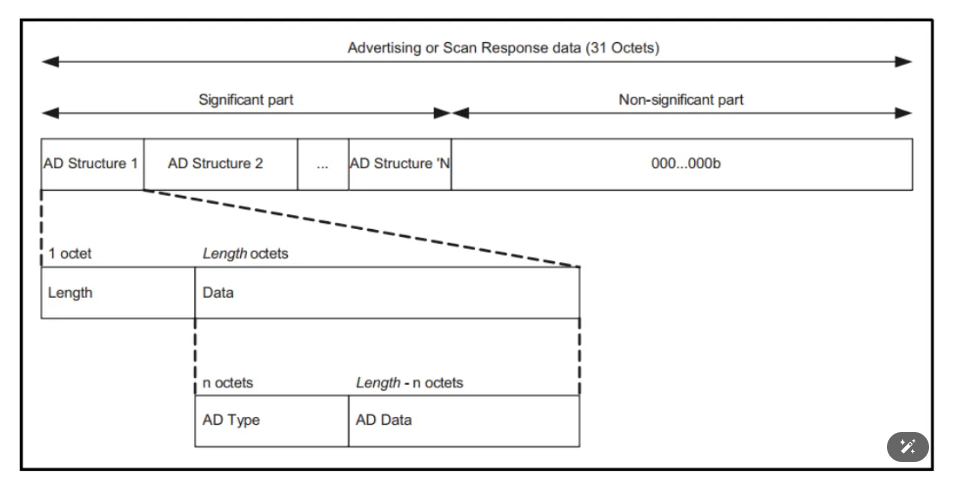 Advertising or Scan Response data (31 Octets)
Significant part Non-significant part
AD Structure 1 AD Structure 2 ... AD Structure 'N 000...000b
1 octet Length octets
Length Data
n octets Length - n octets
AD Type AD Data